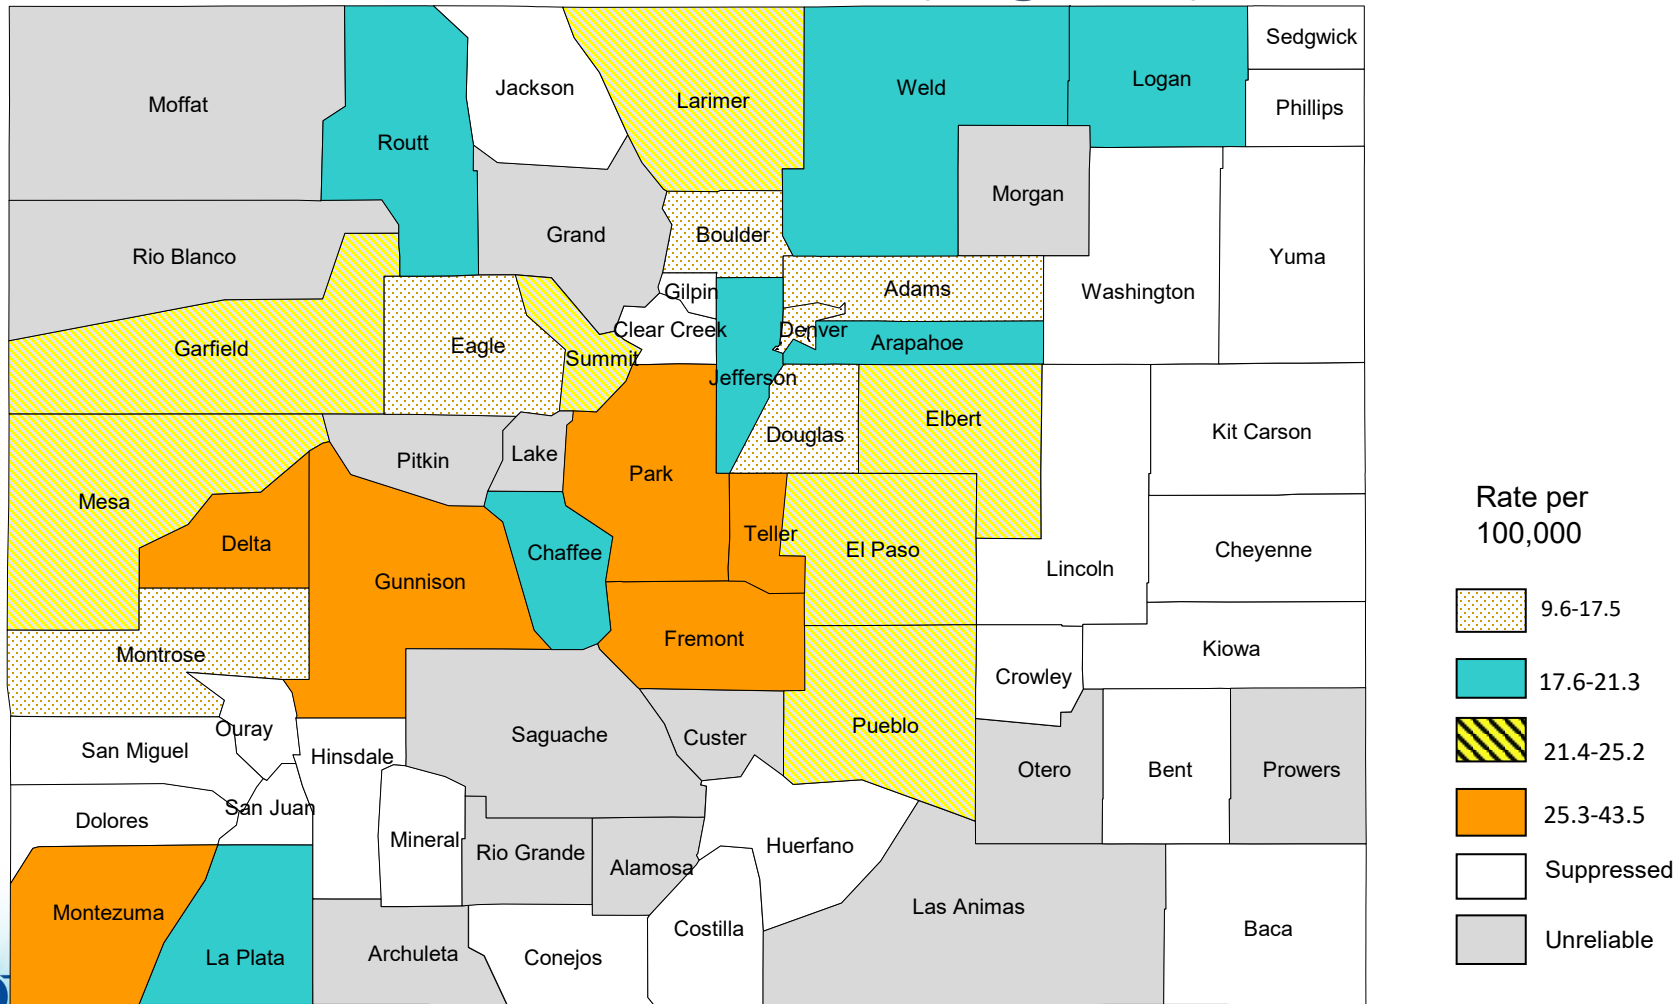 Sedgwick
Logan
Jackson
Weld
Larimer
Moffat
Phillips
Routt
Morgan
Grand
Boulder
Rio Blanco
Yuma
Gilpin
Adams
Washington
Clear Creek
Denver
Arapahoe
Garfield
Eagle
Summit
Jefferson
Elbert
Kit Carson
Douglas
Lake
Pitkin
Park
Mesa
Rate per
100,000
Teller
Delta
Chaffee
El Paso
Cheyenne
Lincoln
Gunnison
9.6-17.5
Fremont
Kiowa
Montrose
Crowley
17.6-21.3
Ouray
Pueblo
Saguache
Custer
San Miguel
Hinsdale
21.4-25.2
Otero
Bent
Prowers
San Juan
Dolores
25.3-43.5
Mineral
Huerfano
Rio Grande
Alamosa
Suppressed
Las Animas
Montezuma
Costilla
Baca
Unreliable
Archuleta
La Plata
Conejos